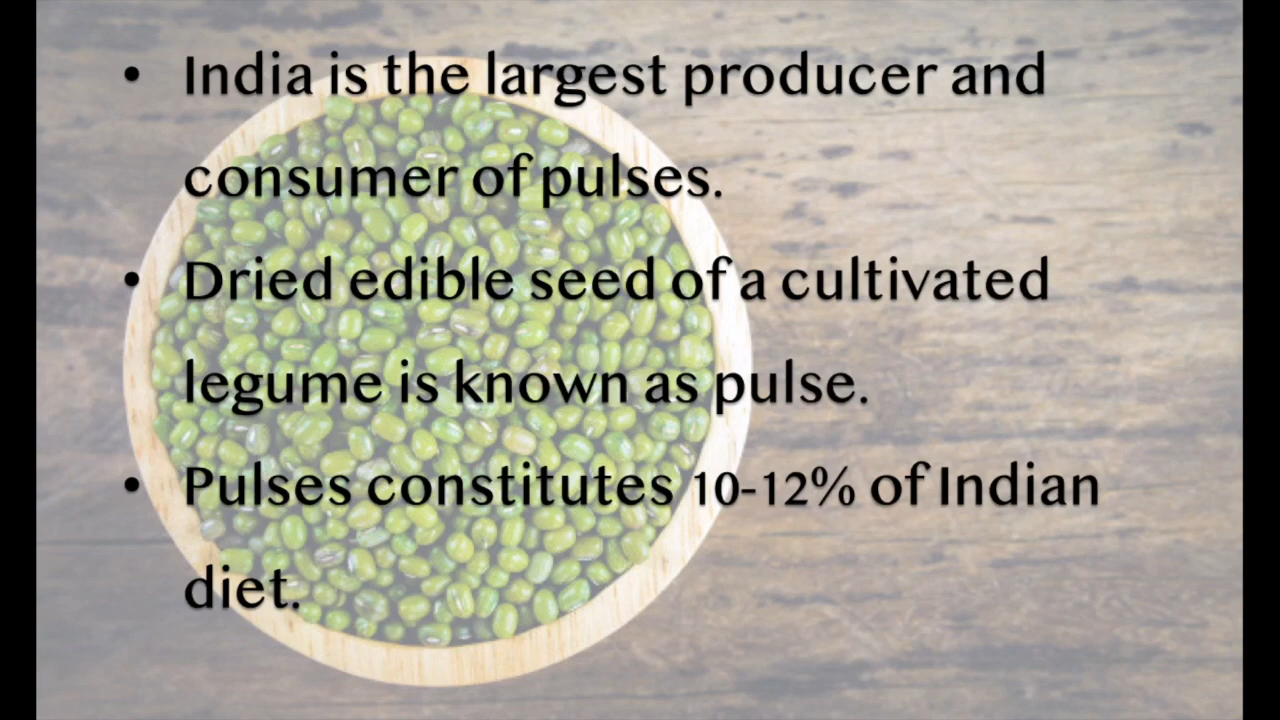 • India is the largest producer and
consumer of pulses.
• Dried edible seed of a cultivated
legume is known as pulse.
• Pulses constitutes 10-12% of Indian
diet.